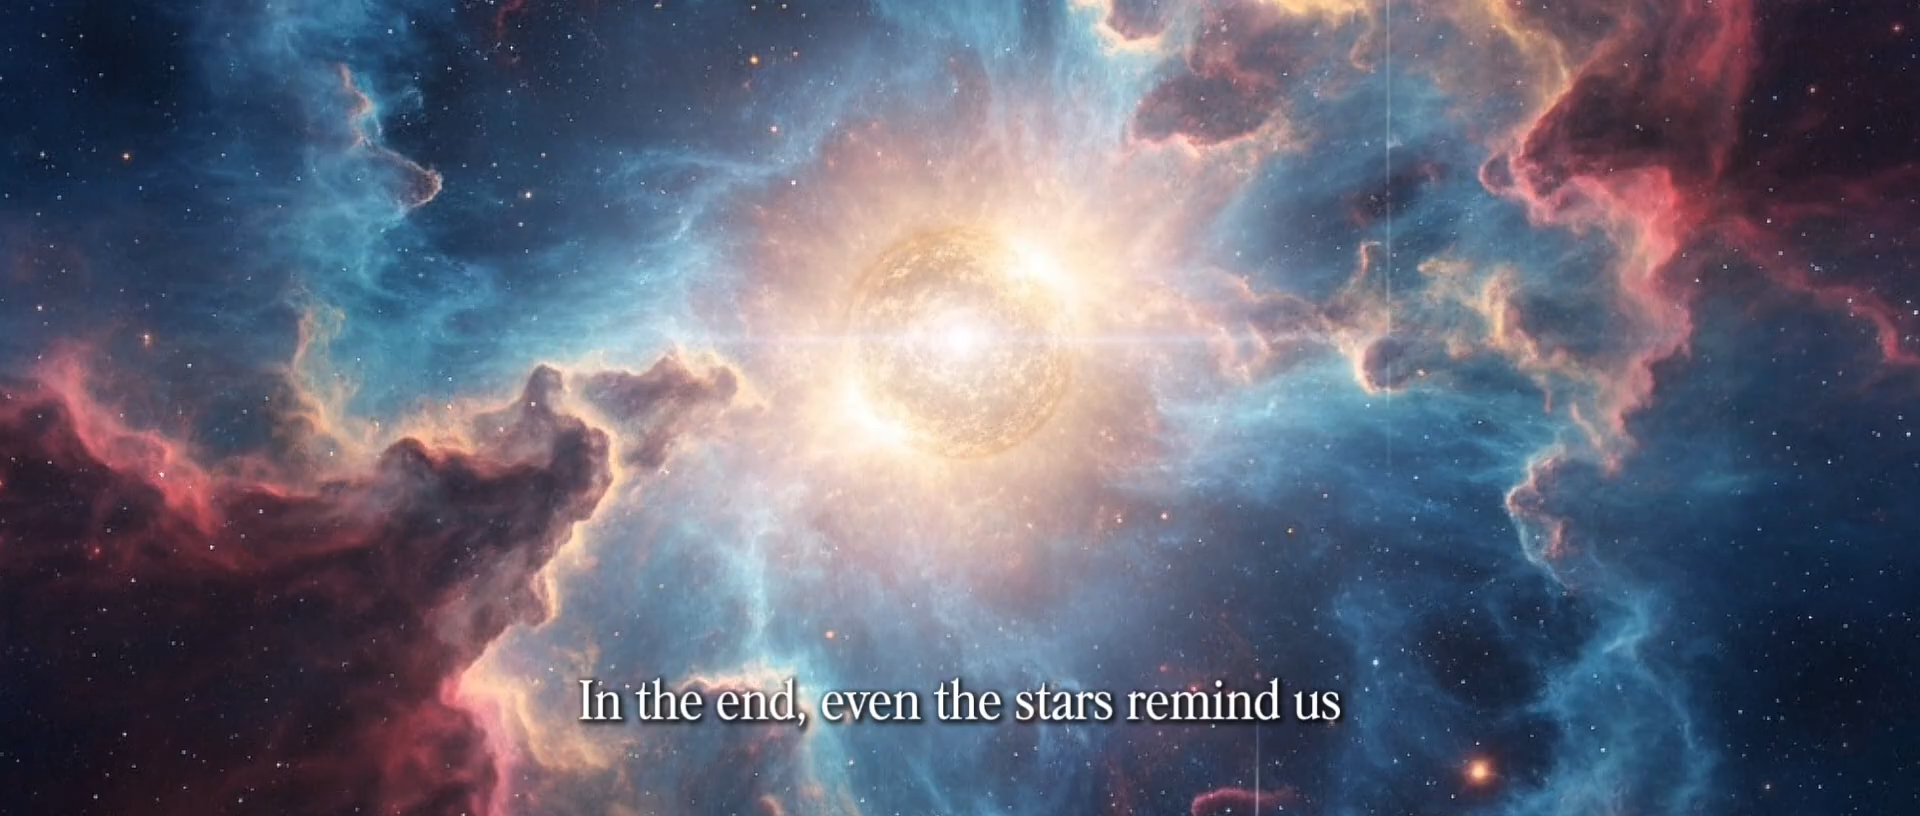 In the end, even the stars remind us